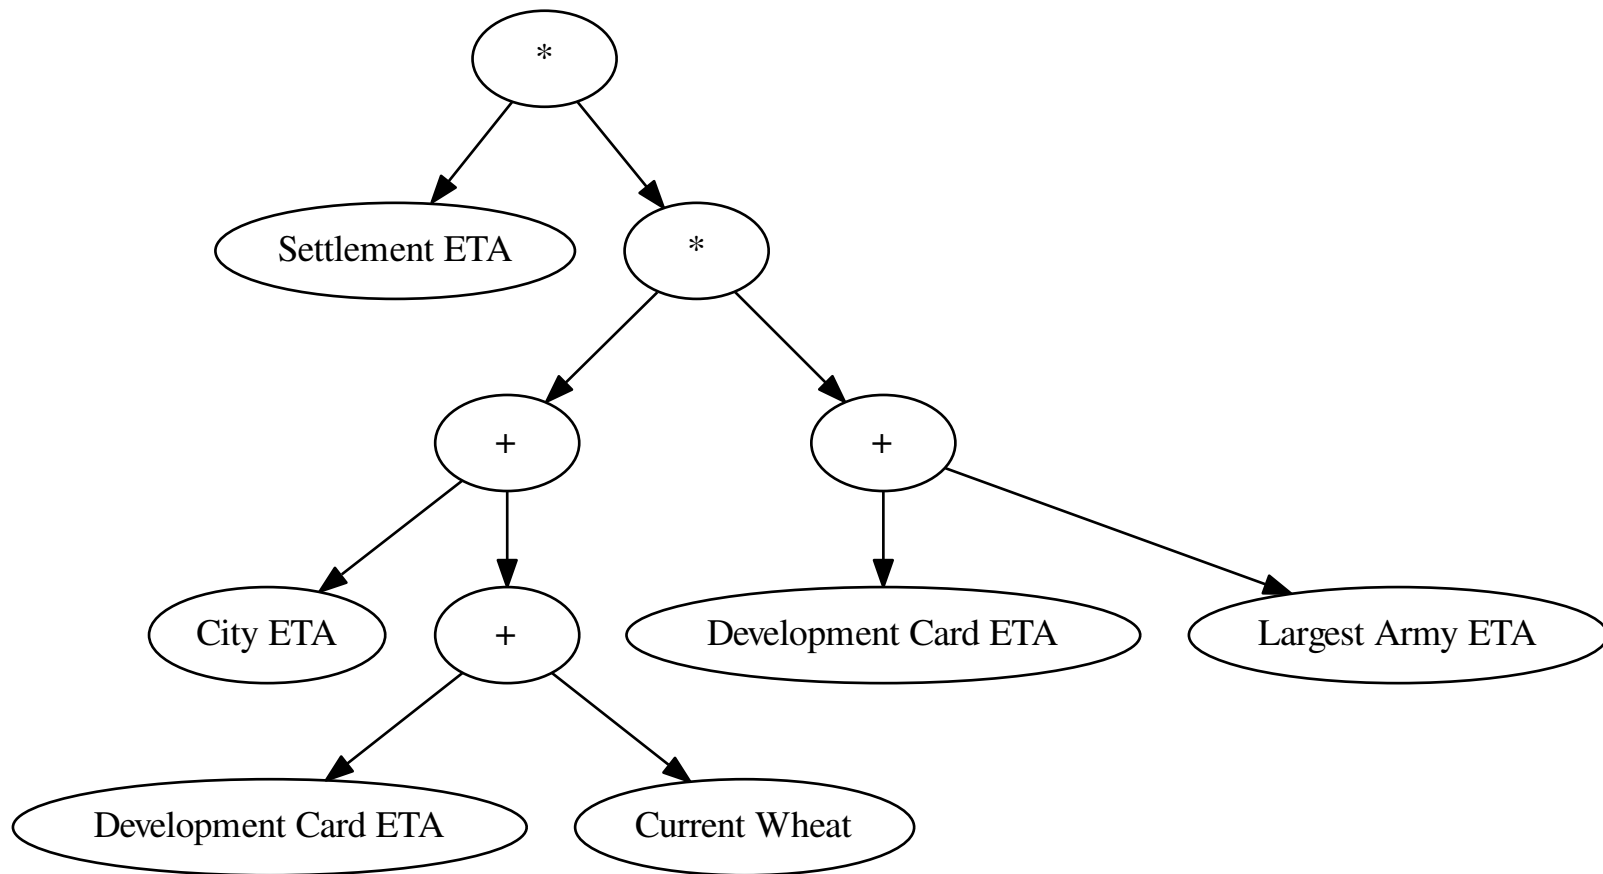 *
Settlement ETA
*
+
+
City ETA
+
Development Card ETA
Largest Army ETA
Development Card ETA
Current Wheat